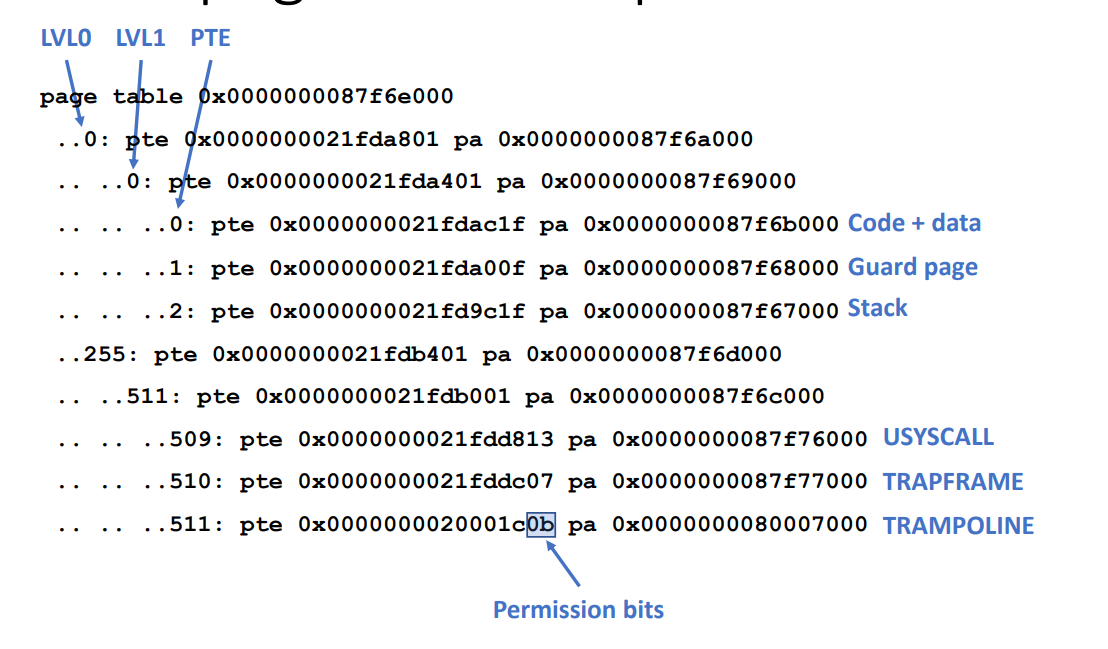 LVL0 LVL1 PTE
page table 0x0000000087f6e000
..0: pte 0x0000000021fda801 pa 0x0000000087f6a000
.. ..0: pte 0x0000000021fda401 pa 0x0000000087f69000
.. .. ..0: pte 0x0000000021fdac1f pa 0x0000000087f6b000 Code + data
.. .. ..1: pte 0x0000000021fda00f pa 0x0000000087f68000 Guard page
.. .. ..2: pte 0x0000000021fd9c1f pa 0x0000000087f67000 Stack
..255: pte 0x0000000021fdb401 pa 0x0000000087f6d000
.. ..511: pte 0x0000000021fdb001 pa 0x0000000087f6c000
.. .. ..509: pte 0x0000000021fdd813 pa 0x0000000087f76000 USYSCALL
.. .. ..510: pte 0x0000000021fddc07 pa 0x0000000087f77000 TRAPFRAME
.. .. ..511: pte 0x0000000020001c0b pa 0x0000000080007000 TRAMPOLINE
Permission bits